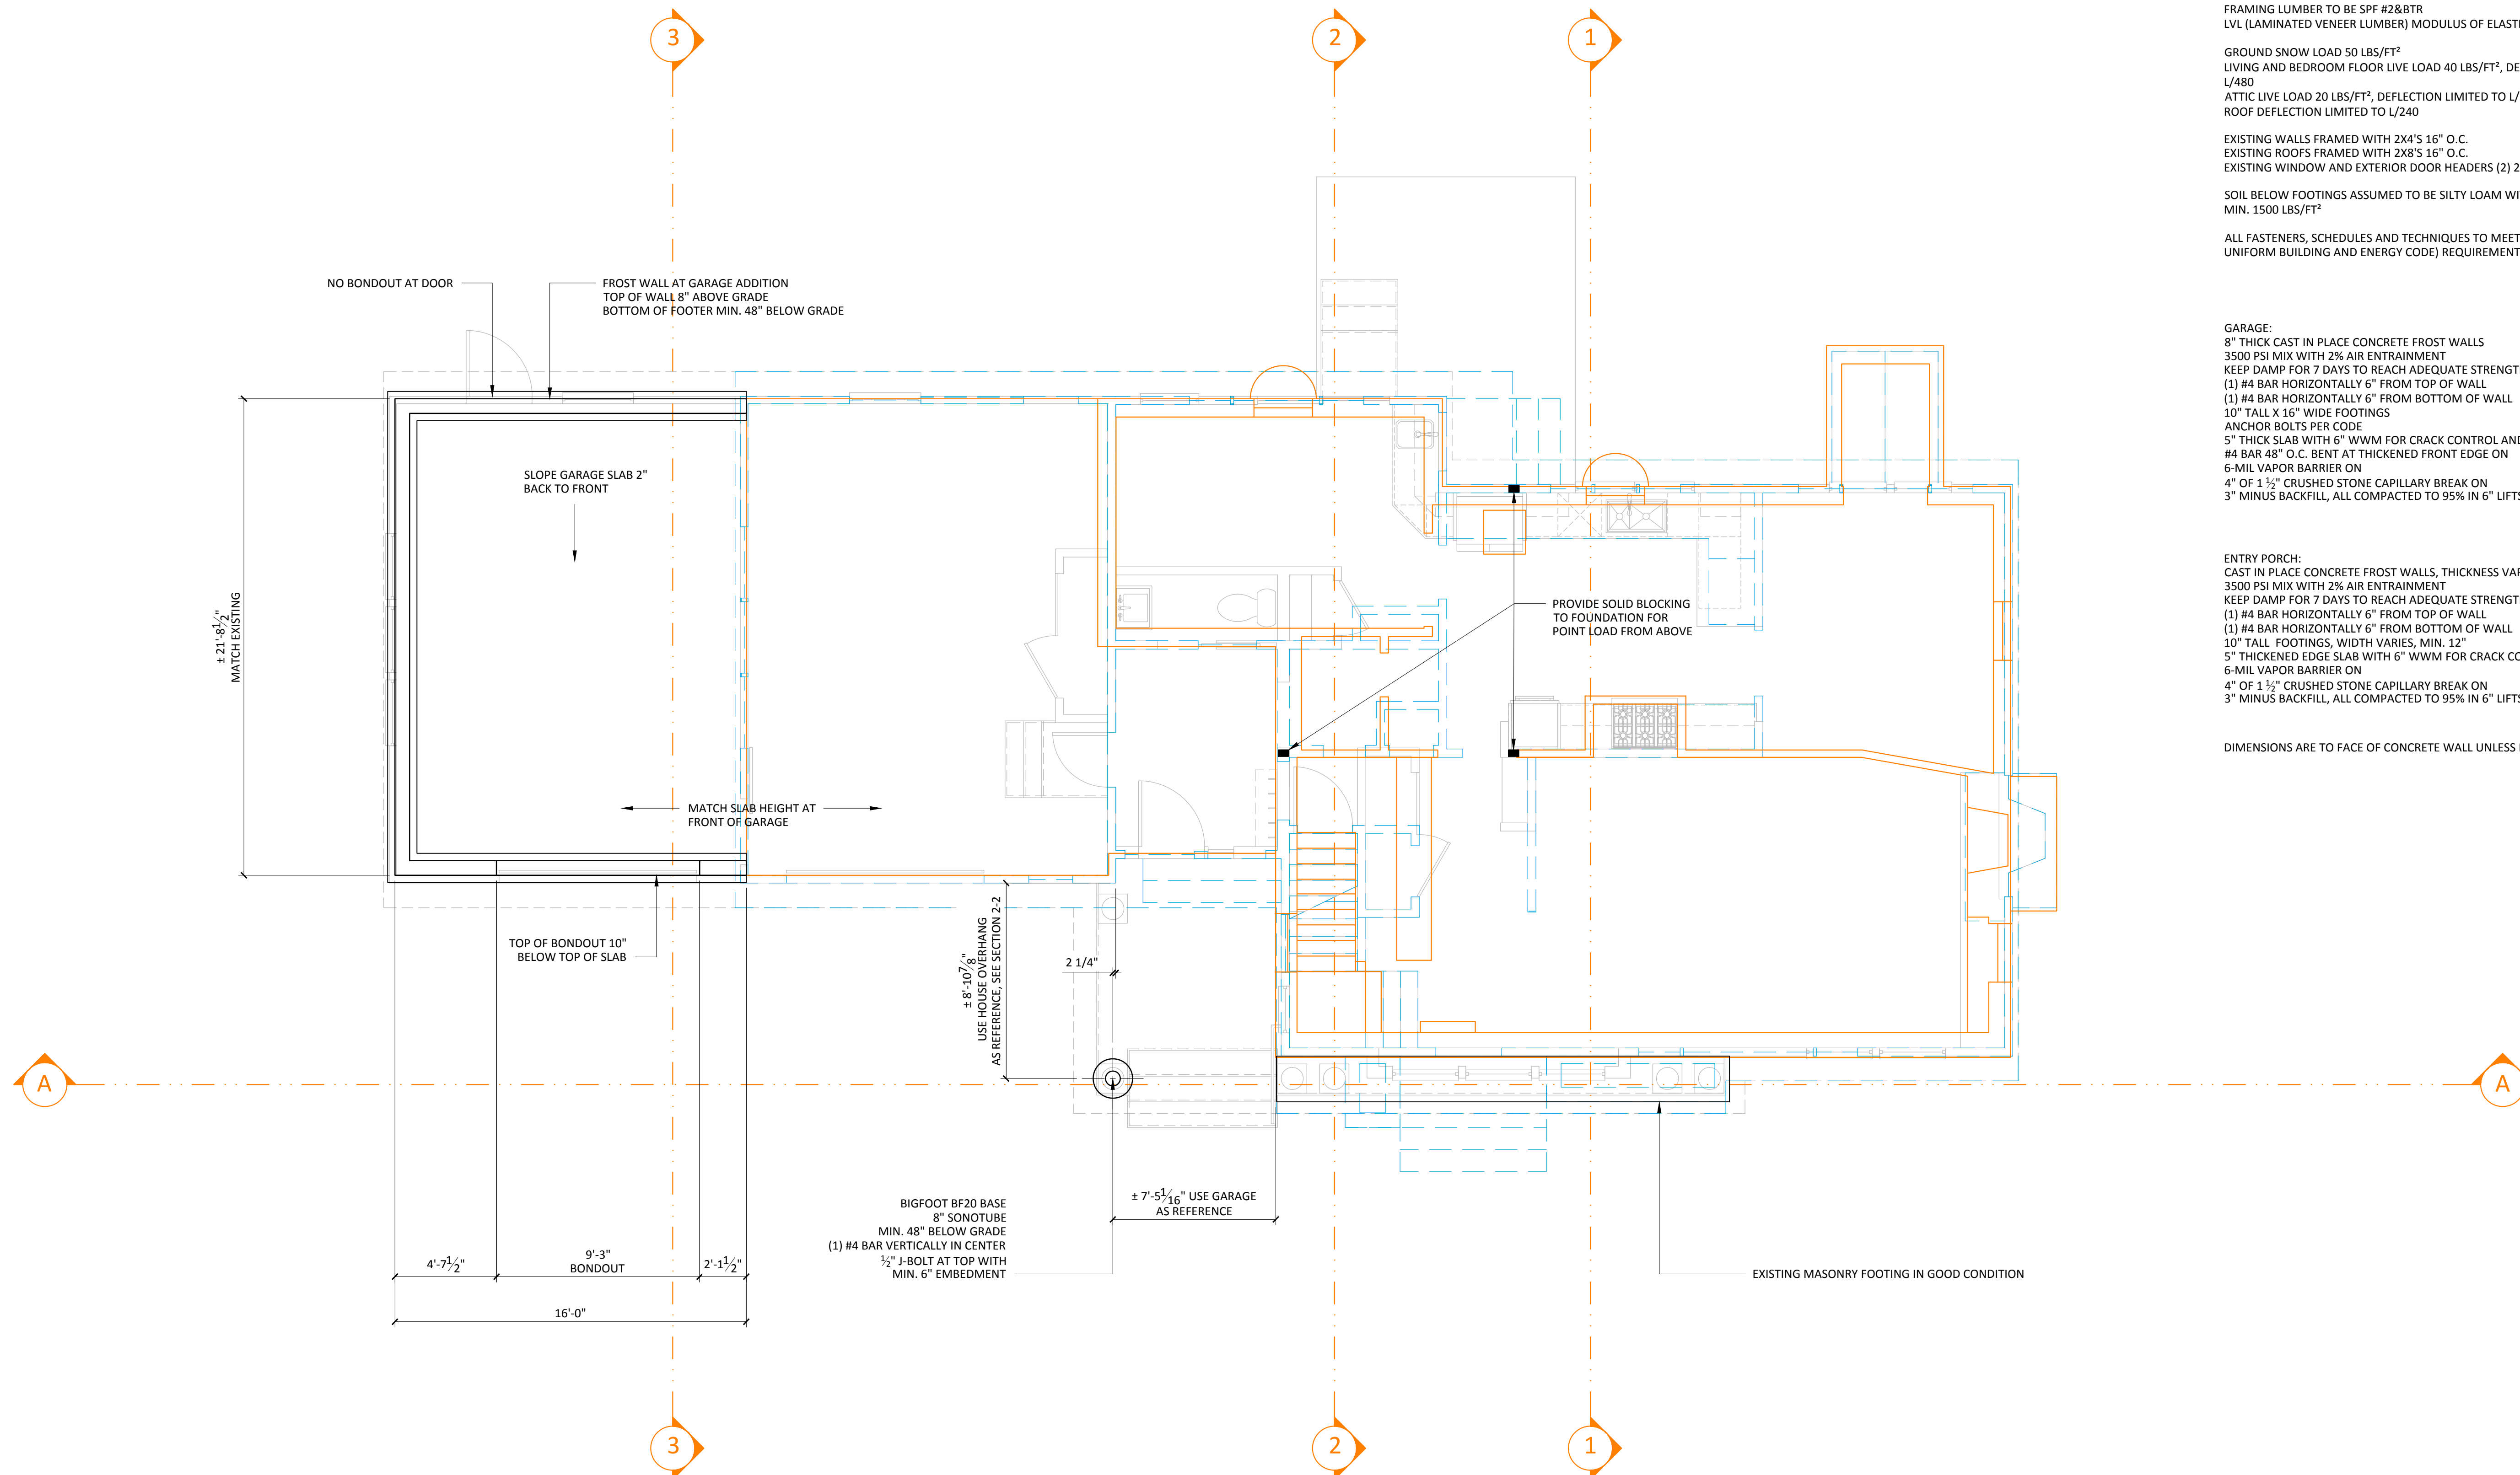 3
2
1
FRAMING LUMBER TO BE SPF #2&BTR
LVL (LAMINATED VENEER LUMBER) MODULUS OF ELAST
GROUND SNOW LOAD 50 LBS/FT²
LIVING AND BEDROOM FLOOR LIVE LOAD 40 LBS/FT², DE
L/480
ATTIC LIVE LOAD 20 LBS/FT², DEFLECTION LIMITED TO L/
ROOF DEFLECTION LIMITED TO L/240
EXISTING WALLS FRAMED WITH 2X4'S 16" O.C.
EXISTING ROOFS FRAMED WITH 2X8'S 16" O.C.
EXISTING WINDOW AND EXTERIOR DOOR HEADERS (2) 2
SOIL BELOW FOOTINGS ASSUMED TO BE SILTY LOAM WI
MIN. 1500 LBS/FT²
ALL FASTENERS, SCHEDULES AND TECHNIQUES TO MEET
UNIFORM BUILDING AND ENERGY CODE) REQUIREMENT
GARAGE:
8" THICK CAST IN PLACE CONCRETE FROST WALLS
3500 PSI MIX WITH 2% AIR ENTRAINMENT
KEEP DAMP FOR 7 DAYS TO REACH ADEQUATE STRENGT
(1) #4 BAR HORIZONTALLY 6" FROM TOP OF WALL
(1) #4 BAR HORIZONTALLY 6" FROM BOTTOM OF WALL
10" TALL X 16" WIDE FOOTINGS
ANCHOR BOLTS PER CODE
5" THICK SLAB WITH 6" WWM FOR CRACK CONTROL AND
#4 BAR 48" O.C. BENT AT THICKENED FRONT EDGE ON
6-MIL VAPOR BARRIER ON
4" OF 1 ½" CRUSHED STONE CAPILLARY BREAK ON
3" MINUS BACKFILL, ALL COMPACTED TO 95% IN 6" LIFTS
ENTRY PORCH:
CAST IN PLACE CONCRETE FROST WALLS, THICKNESS VAR
3500 PSI MIX WITH 2% AIR ENTRAINMENT
KEEP DAMP FOR 7 DAYS TO REACH ADEQUATE STRENGT
(1) #4 BAR HORIZONTALLY 6" FROM TOP OF WALL
(1) #4 BAR HORIZONTALLY 6" FROM BOTTOM OF WALL
10" TALL FOOTINGS, WIDTH VARIES, MIN. 12"
5" THICKENED EDGE SLAB WITH 6" WWM FOR CRACK CO
6-MIL VAPOR BARRIER ON
4" OF 1 ½" CRUSHED STONE CAPILLARY BREAK ON
3" MINUS BACKFILL, ALL COMPACTED TO 95% IN 6" LIFTS
DIMENSIONS ARE TO FACE OF CONCRETE WALL UNLESS
NO BONDOUT AT DOOR
FROST WALL AT GARAGE ADDITION
TOP OF WALL 8" ABOVE GRADE
BOTTOM OF FOOTER MIN. 48" BELOW GRADE
SLOPE GARAGE SLAB 2"
BACK TO FRONT
± 21'-8½"
MATCH EXISTING
PROVIDE SOLID BLOCKING
TO FOUNDATION FOR
POINT LOAD FROM ABOVE
MATCH SLAB HEIGHT AT
FRONT OF GARAGE
TOP OF BONDOUT 10"
BELOW TOP OF SLAB
± 8'-10⅞"
USE HOUSE OVERHANG
AS REFERENCE, SEE SECTION 2-2
2 1/4"
A
A
BIGFOOT BF20 BASE
8" SONOTUBE
MIN. 48" BELOW GRADE
(1) #4 BAR VERTICALLY IN CENTER
½" J-BOLT AT TOP WITH
MIN. 6" EMBEDMENT
± 7'-5 1/16" USE GARAGE
AS REFERENCE
EXISTING MASONRY FOOTING IN GOOD CONDITION
4'-7½"
9'-3"
BONDOUT
2'-1½"
16'-0"
3
2
1